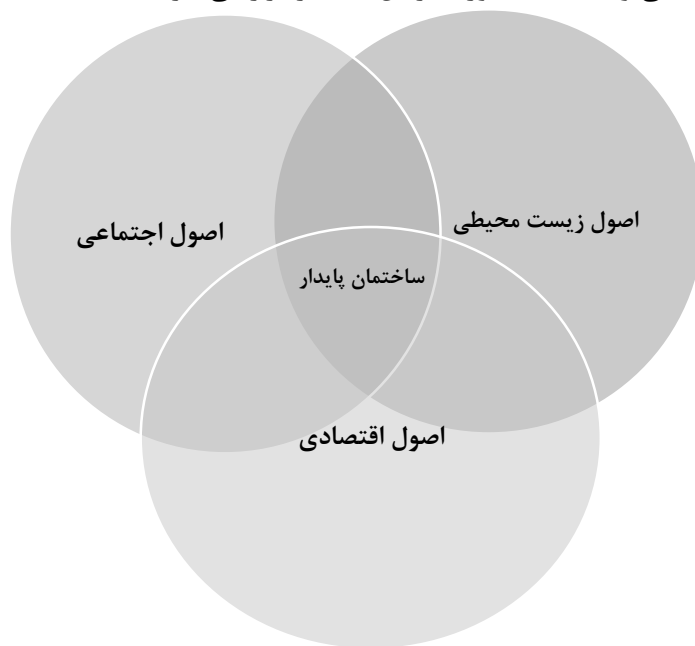 اصول زیست محیطی
اصول اجتماعی
ساختمان پایدار
اصول اقتصادی